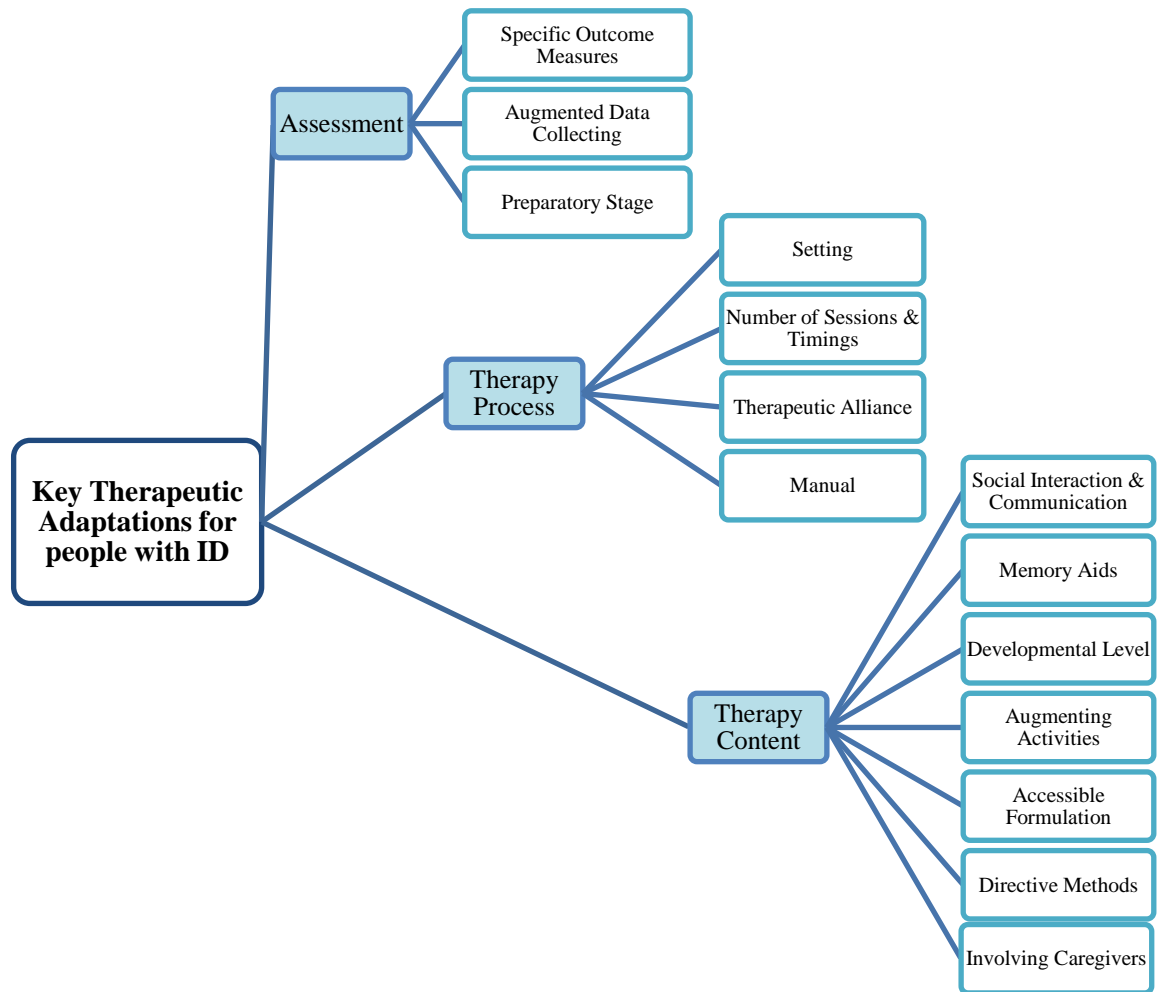 Key Therapeutic
Adaptations for
people with ID
Assessment
Specific Outcome
Measures
Augmented Data
Collecting
Preparatory Stage
Therapy
Process
Setting
Number of Sessions &
Timings
Therapeutic Alliance
Manual
Therapy
Content
Social Interaction &
Communication
Memory Aids
Developmental Level
Augmenting
Activities
Accessible
Formulation
Directive Methods
Involving Caregivers